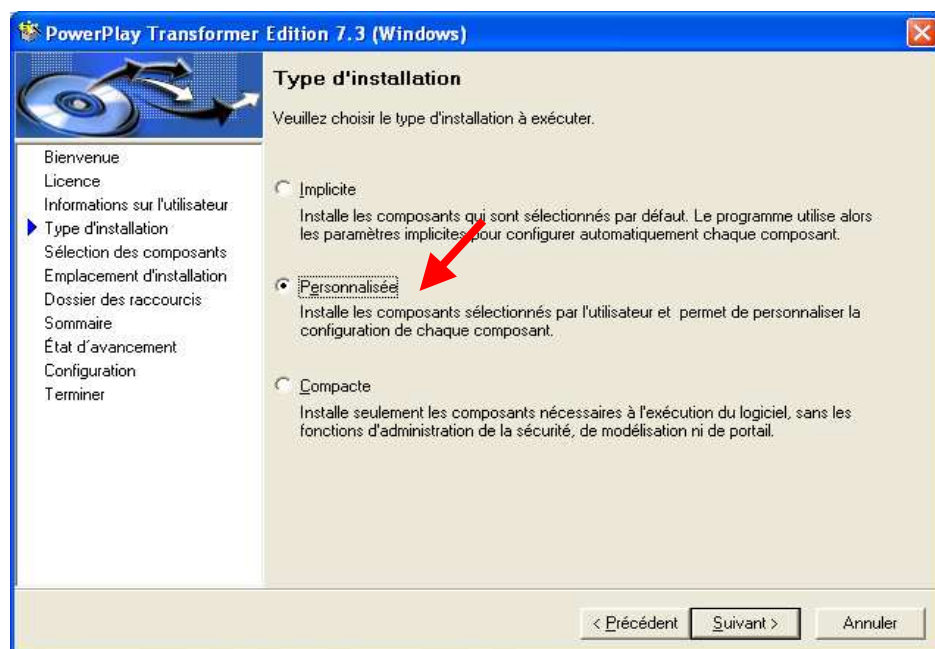 PowerPlay Transformer Edition 7.3 (Windows)
Type d'installation
Veuillez choisir le type d'installation à exécuter.
Bienvenue
Licence
Informations sur l'utilisateur
Type d'installation
Sélection des composants
Emplacement d'installation
Dossier des raccourcis
Sommaire
État d´avancement
Configuration
Terminer
Implicite
Installe les composants qui sont sélectionnés par défaut. Le programme utilise alors
les paramètres implicites pour configurer automatiquement chaque composant.
Personnalisée
Installe les composants sélectionnés par l'utilisateur et permet de personnaliser la
configuration de chaque composant.
Compacte
Installe seulement les composants nécessaires à l'exécution du logiciel, sans les
fonctions d'administration de la sécurité, de modélisation ni de portail.
< Précédent
Suivant >
Annuler